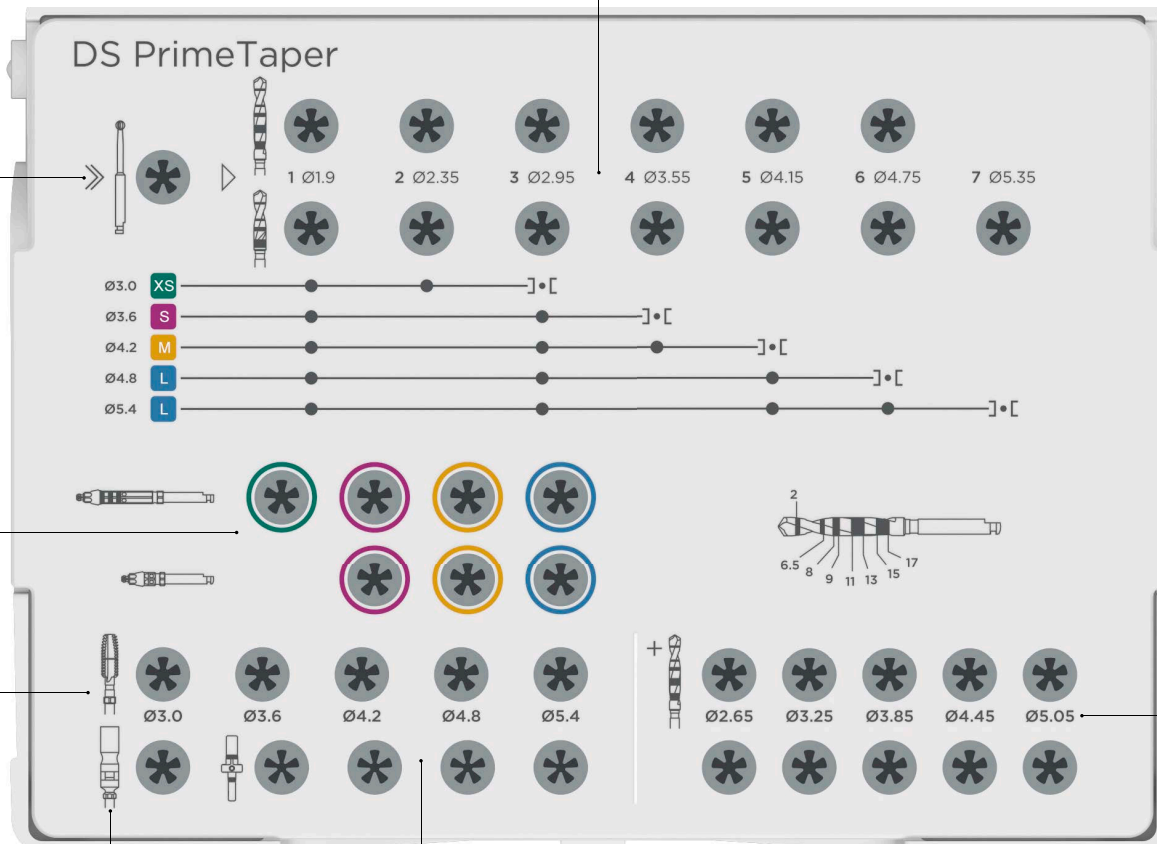 DS PrimeTaper
1 Ø1.9 2 Ø2.35 3 Ø2.95 4 Ø3.55 5 Ø4.15 6 Ø4.75 7 Ø5.35
Ø3.0 XS
Ø3.6 S
Ø4.2 M
Ø4.8 L
Ø5.4 L
2
6.5 8 9 11 13 15 17
+
Ø3.0 Ø3.6 Ø4.2 Ø4.8 Ø5.4
Ø2.65 Ø3.25 Ø3.85 Ø4.45 Ø5.05